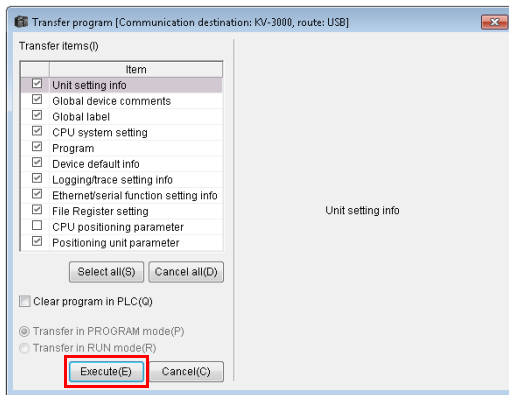 Transfer program [Communication destination: KV-3000, route: USB]
Transfer items(I)
Item
Unit setting info
Global device comments
Global label
CPU system setting
Program
Device default info
Logging/trace setting info
Ethernet/serial function setting info
File Register setting
CPU positioning parameter
Positioning unit parameter
Select all(S) Cancel all(D)
Clear program in PLC(Q)
Transfer in PROGRAM mode(P)
Transfer in RUN mode(R)
Execute(E) Cancel(C)
Unit setting info